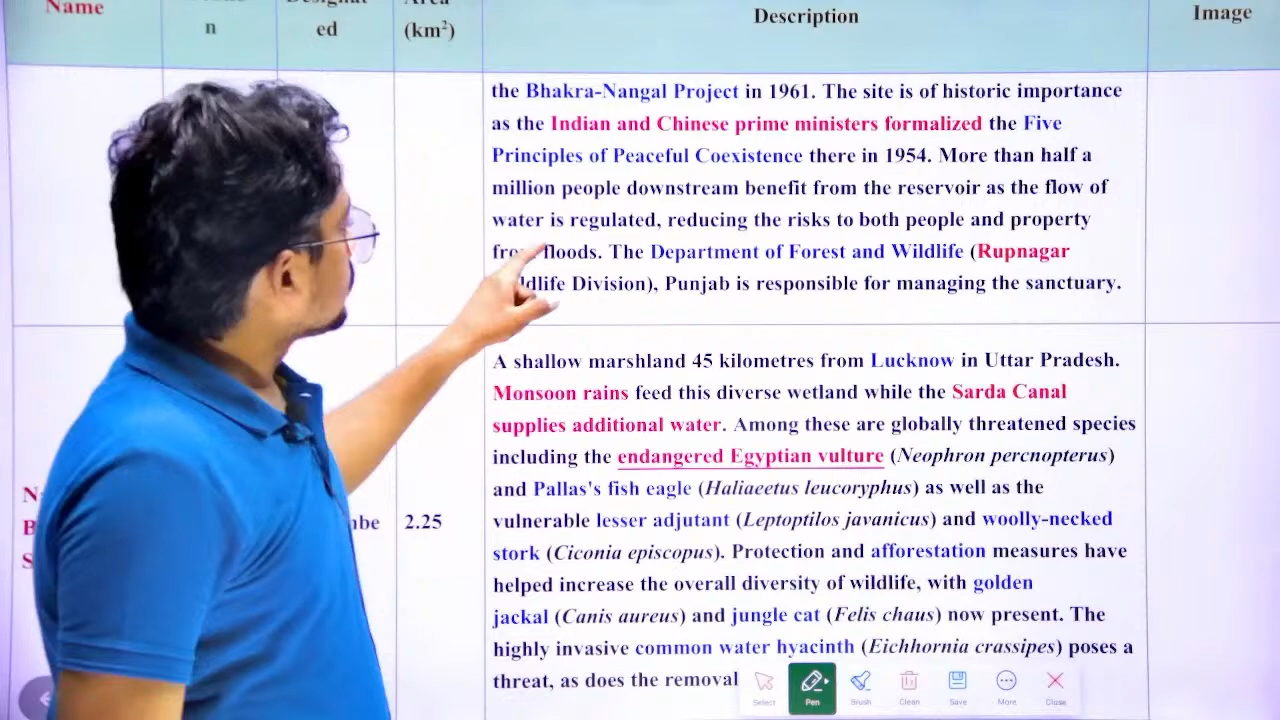 Name
n
ed
(km²)
Description
Image
the Bhakra-Nangal Project in 1961. The site is of historic importance
as the Indian and Chinese prime ministers formalized the Five
Principles of Peaceful Coexistence there in 1954. More than half a
million people downstream benefit from the reservoir as the flow of
water is regulated, reducing the risks to both people and property
floods. The Department of Forest and Wildlife (Rupnagar
Division), Punjab is responsible for managing the sanctuary.
2.25
A shallow marshland 45 kilometres from Lucknow in Uttar Pradesh.
Monsoon rains feed this diverse wetland while the Sarda Canal
supplies additional water. Among these are globally threatened species
including the endangered Egyptian vulture (Neophron percnopterus)
and Pallas's fish eagle (Haliaeetus leucoryphus) as well as the
vulnerable lesser adjutant (Leptoptilos javanicus) and woolly-necked
stork (Ciconia episcopus). Protection and afforestation measures have
helped increase the overall diversity of wildlife, with golden
jackal (Canis aureus) and jungle cat (Felis chaus) now present. The
highly invasive common water hyacinth (Eichhornia crassipes) poses a
threat, as does the removal
Select Pen Brush Clean Save More Close